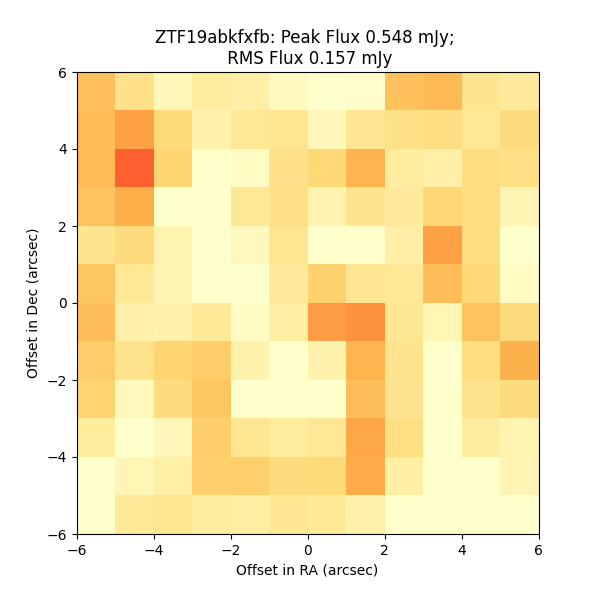 ZTF19abkfxfb: Peak Flux 0.548 mJy;
RMS Flux 0.157 mJy
6
4
2
0
−2
−4
−6
Offset in Dec (arcsec)
−6 −4 −2 0 2 4 6
Offset in RA (arcsec)